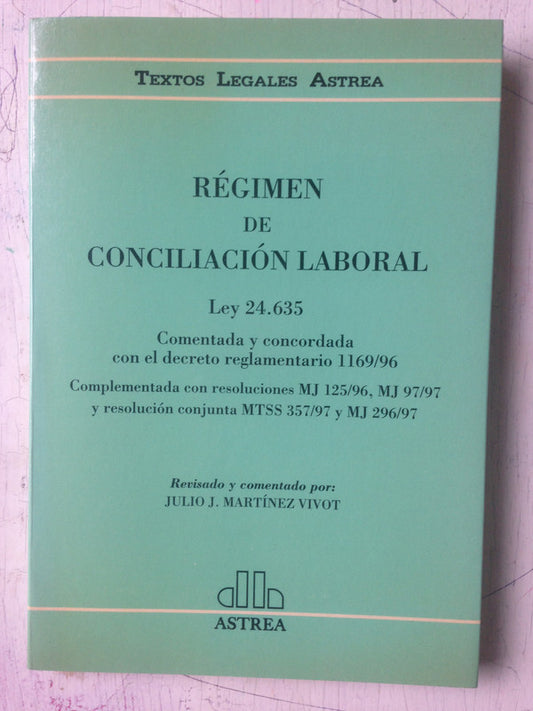 TEXTOS LEGALES ASTREA
RÉGIMEN
DE
CONCILIACIÓN LABORAL
Ley 24.635
Comentada y concordada
con el decreto reglamentario 1169/96
Complementada con resoluciones MJ 125/96, MJ 97/97
y resolución conjunta MTSS 357/97 y MJ 296/97
Revisado y comentado por:
JULIO J. MARTÍNEZ VIVOT
ASTREA